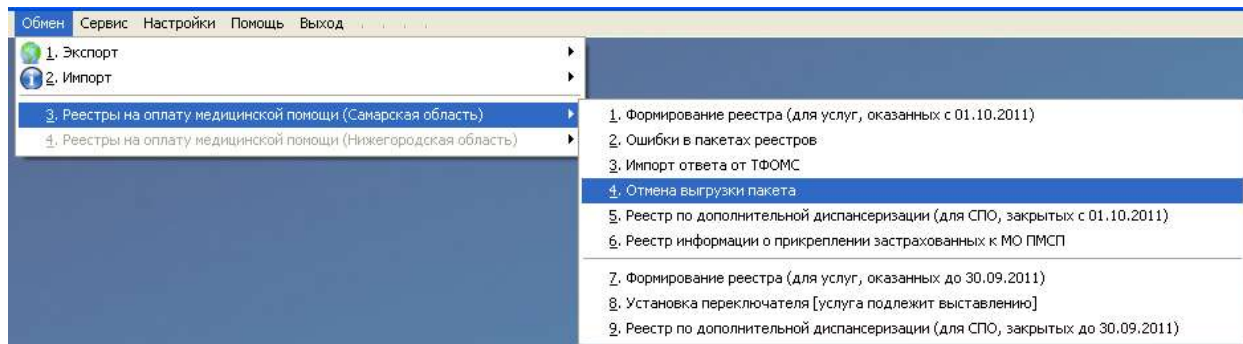 Обмен Сервис Настройки Помощь Выход
1. Экспорт
2. Импорт
3. Реестры на оплату медицинской помощи (Самарская область)
4. Реестры на оплату медицинской помощи (Нижегородская область)
1. Формирование реестра (для услуг, оказанных с 01.10.2011)
2. Ошибки в пакетах реестров
3. Импорт ответа от ТФОМС
4. Отмена выгрузки пакета
5. Реестр по дополнительной диспансеризации (для СПО, закрытых с 01.10.2011)
6. Реестр информации о прикреплении застрахованных к МО ПМСП
7. Формирование реестра (для услуг, оказанных до 30.09.2011)
8. Установка переключателя [услуга подлежит выставлению]
9. Реестр по дополнительной диспансеризации (для СПО, закрытых до 30.09.2011)